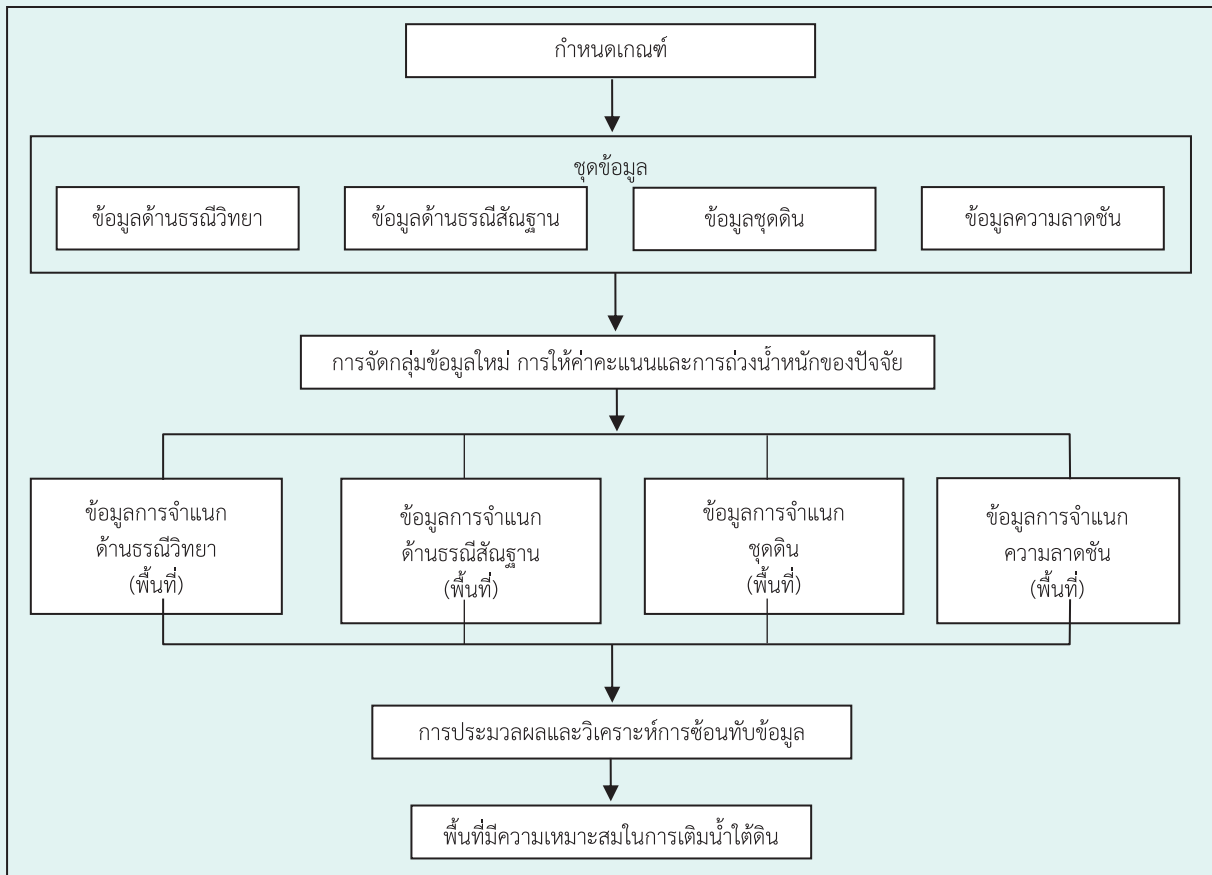 กำหนดเกณฑ์
ชุดข้อมูล
ข้อมูลด้านธรณีวิทยา
ข้อมูลด้านธรณีสัณฐาน
ข้อมูลชุดดิน
ข้อมูลความลาดชัน
การจัดกลุ่มข้อมูลใหม่ การให้ค่าคะแนนและการถ่วงน้ำหนักของปัจจัย
ข้อมูลการจำแนก
ด้านธรณีวิทยา
(พื้นที่)
ข้อมูลการจำแนก
ด้านธรณีสัณฐาน
(พื้นที่)
ข้อมูลการจำแนก
ชุดดิน
(พื้นที่)
ข้อมูลการจำแนก
ความลาดชัน
(พื้นที่)
การประมวลผลและวิเคราะห์การซ้อนทับข้อมูล
พื้นที่มีความเหมาะสมในการเติมน้ำใต้ดิน